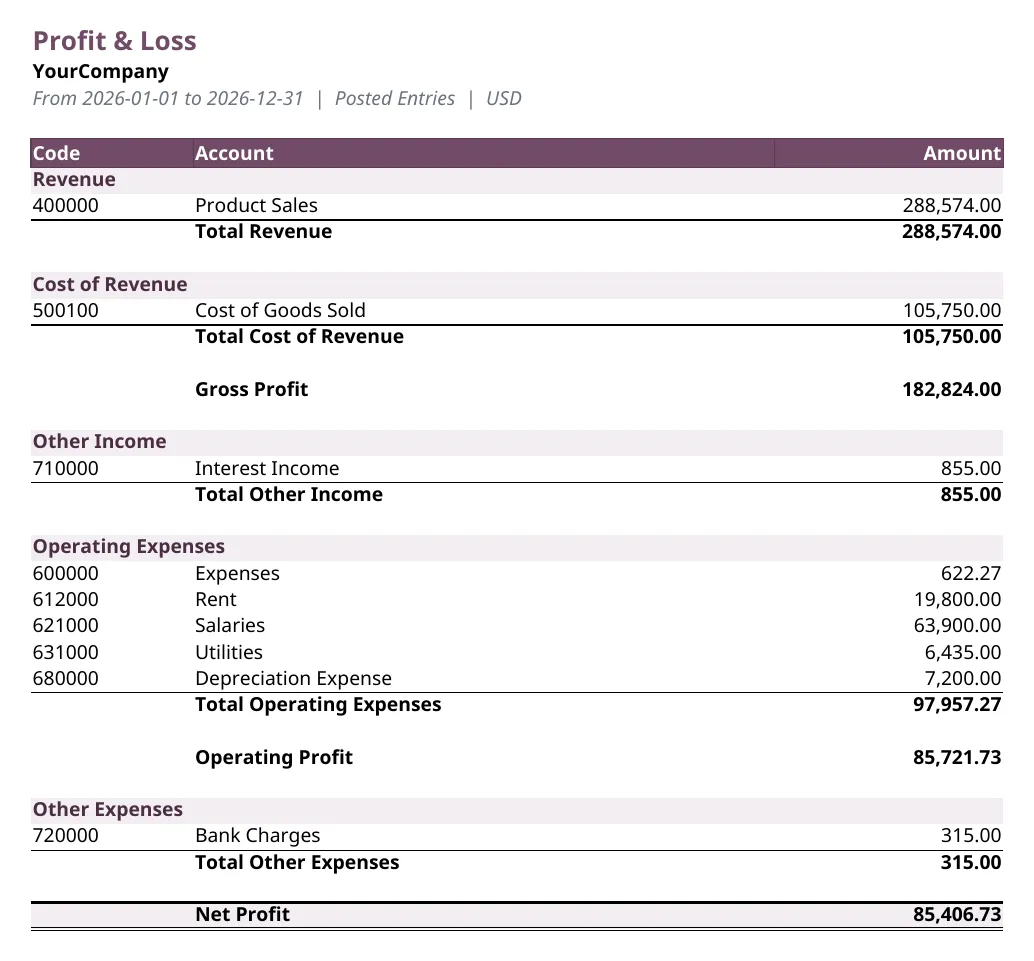 Profit & Loss
YourCompany
From 2026-01-01 to 2026-12-31 | Posted Entries | USD
Code Account Amount
Revenue
400000 Product Sales 288,574.00
Total Revenue 288,574.00
Cost of Revenue
500100 Cost of Goods Sold 105,750.00
Total Cost of Revenue 105,750.00
Gross Profit 182,824.00
Other Income
710000 Interest Income 855.00
Total Other Income 855.00
Operating Expenses
600000 Expenses 622.27
612000 Rent 19,800.00
621000 Salaries 63,900.00
631000 Utilities 6,435.00
680000 Depreciation Expense 7,200.00
Total Operating Expenses 97,957.27
Operating Profit 85,721.73
Other Expenses
720000 Bank Charges 315.00
Total Other Expenses 315.00
Net Profit 85,406.73